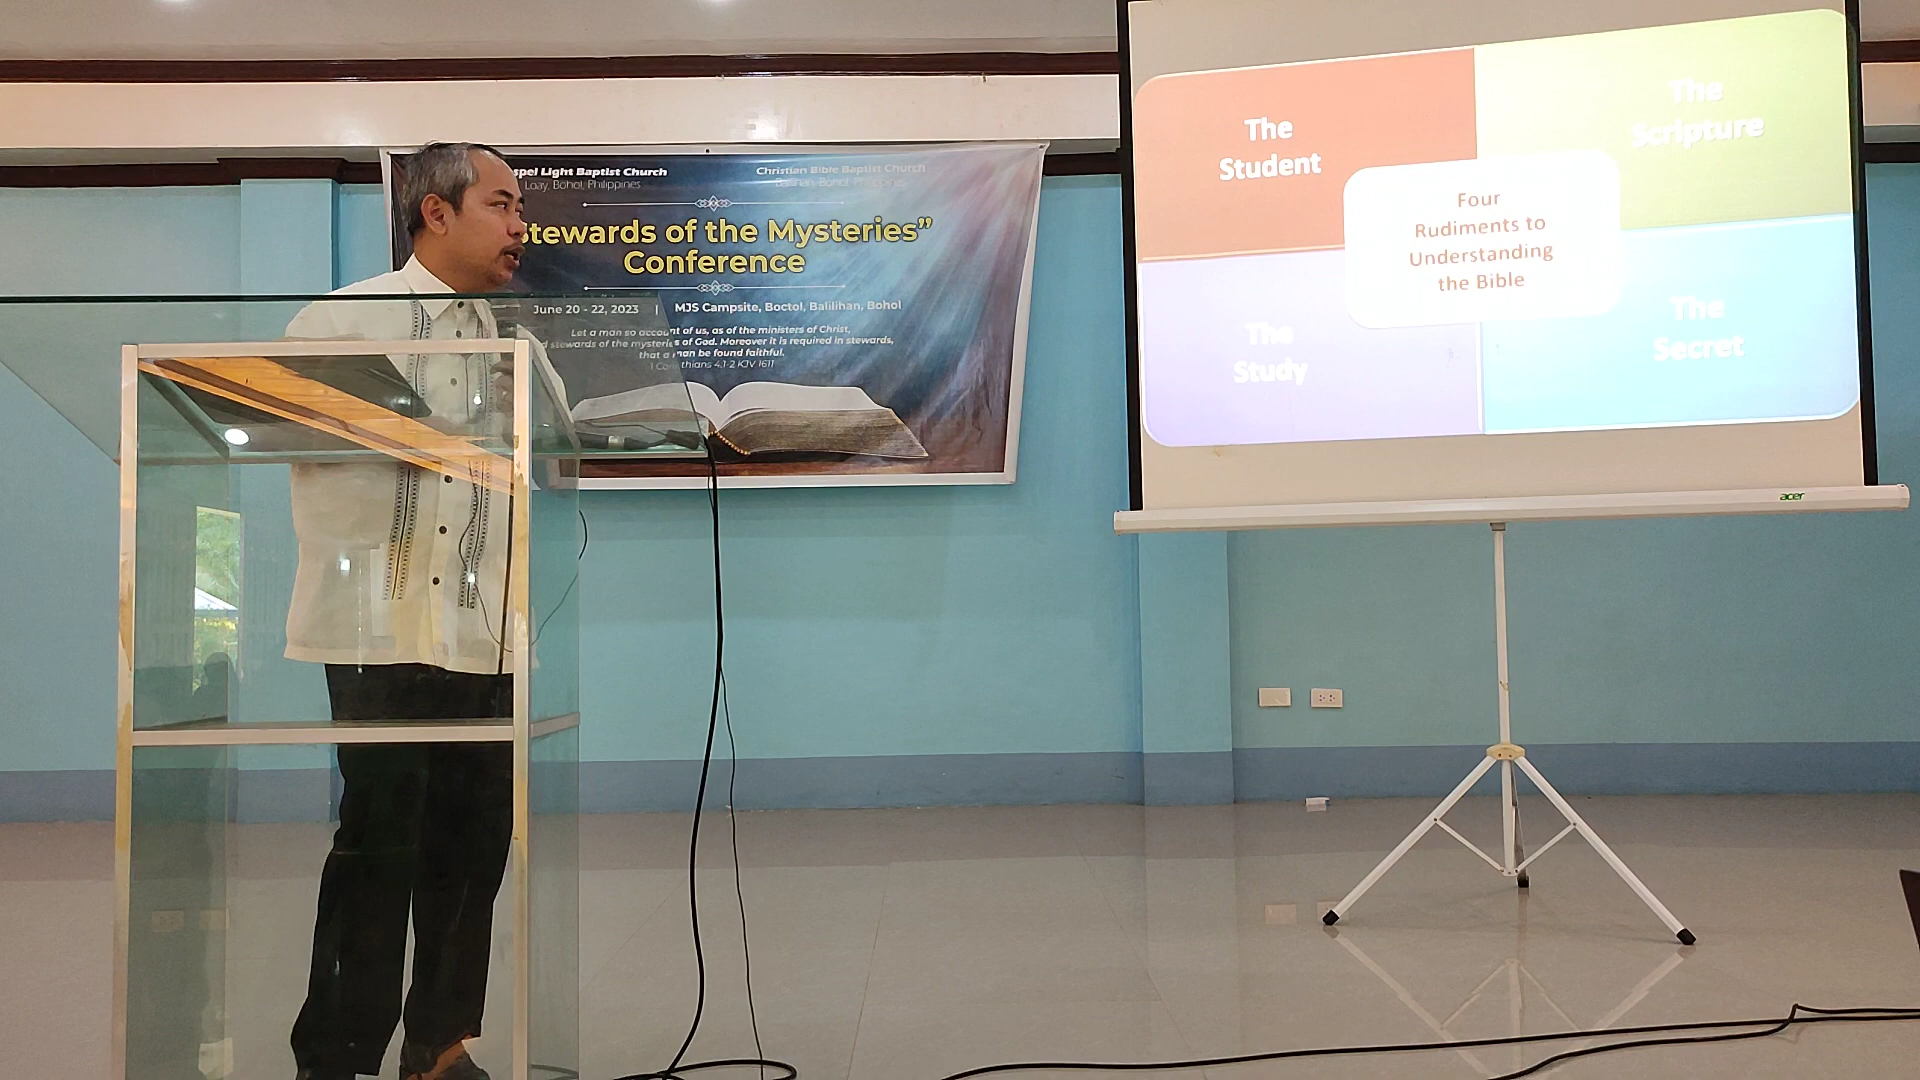 spel Light Baptist Church
Loay, Bohol, Philippines
Christian Bible Baptist Church
Bohol, Philippines
Stewards of the Mysteries”
Conference
June 20 - 22, 2023 | MJS Campsite, Boctol, Balilihan, Bohol
Let a man so account of us, as of the ministers of Christ,
d stewards of the mysteries of God. Moreover it is required in stewards,
that a man be found faithful.
1 Corinthians 4:1-2 KJV 1611
The
Student
The
Scripture
Four
Rudiments to
Understanding
the Bible
The
Study
The
Secret
acer